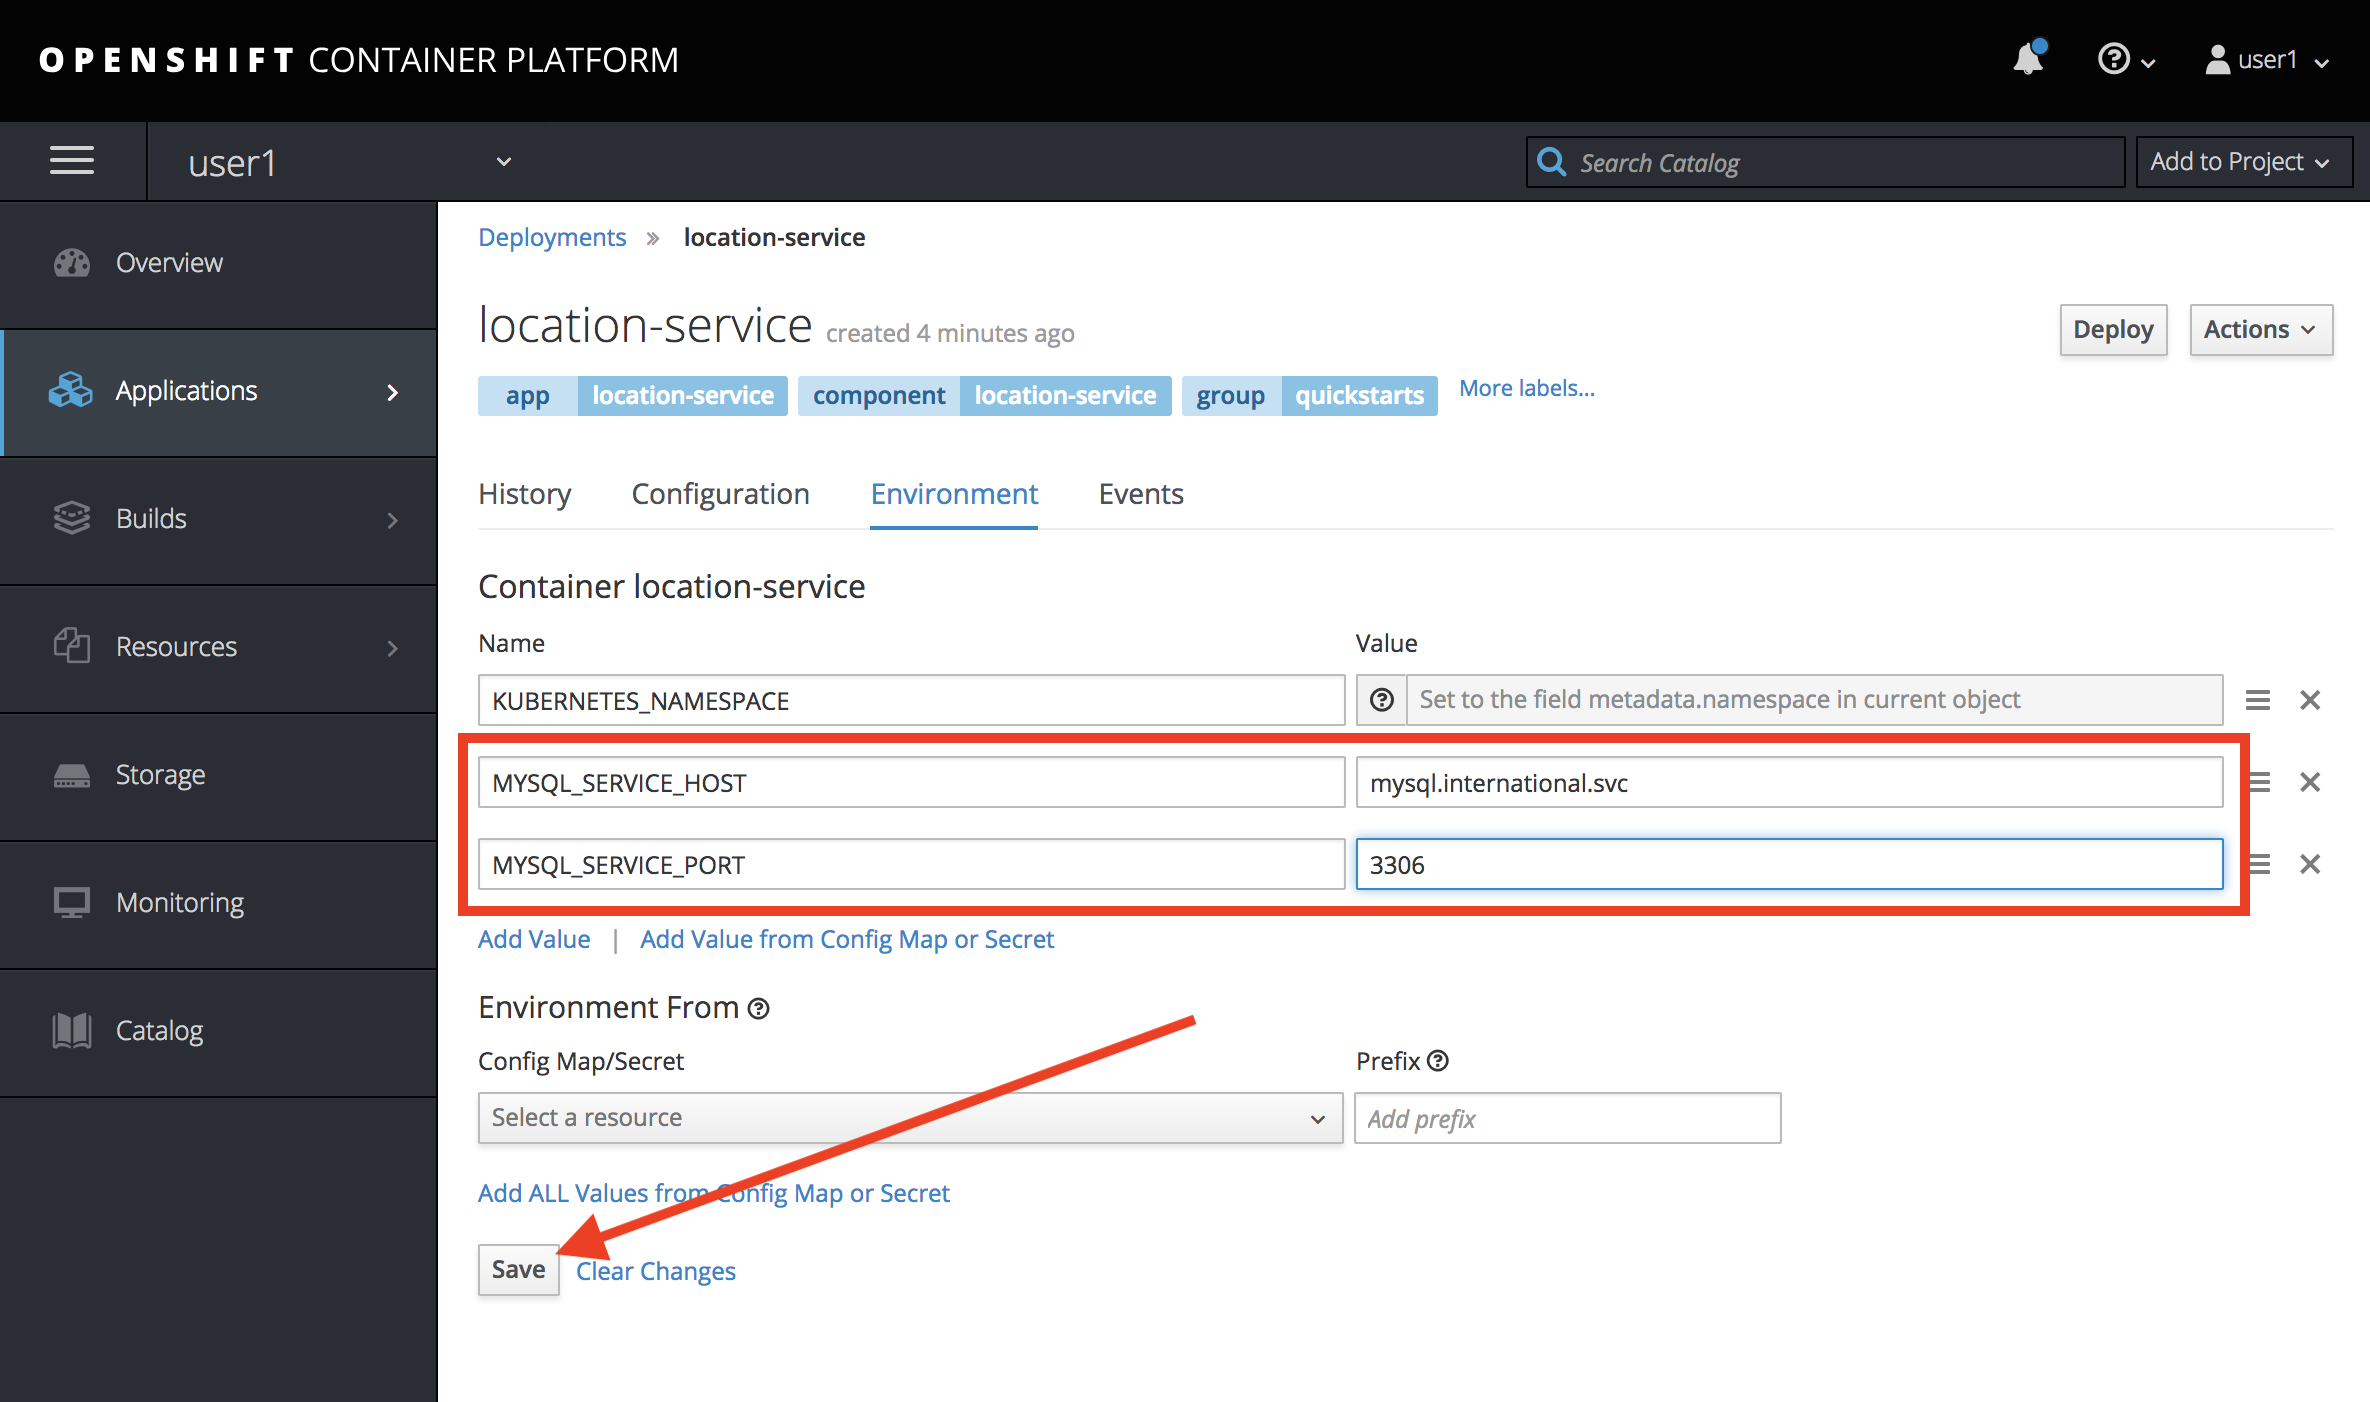 OPENSHIFT CONTAINER PLATFORM
user1
user1
Search Catalog
Add to Project
Overview
Applications
Builds
Resources
Storage
Monitoring
Catalog
Deployments » location-service
location-service created 4 minutes ago
Deploy
Actions
app location-service component location-service group quickstarts More labels...
History Configuration Environment Events
Container location-service
Name Value
KUBERNETES_NAMESPACE Set to the field metadata.namespace in current object
MYSQL_SERVICE_HOST mysql.international.svc
MYSQL_SERVICE_PORT 3306
Add Value | Add Value from Config Map or Secret
Environment From
Config Map/Secret Prefix
Select a resource Add prefix
Add ALL Values from Config Map or Secret
Save Clear Changes